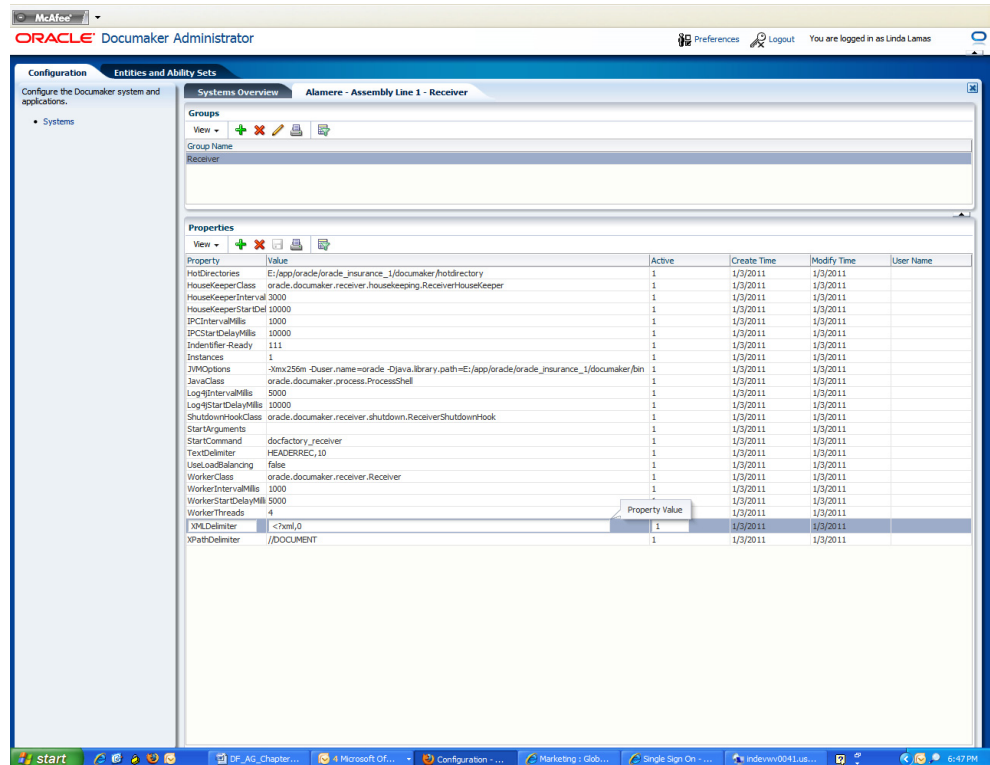 McAfee
ORACLE Documaker Administrator
Preferences Logout You are logged in as Linda Lamas
Configuration Entities and Ability Sets
Configure the Documaker system and
applications.
Systems
Systems Overview Alamere - Assembly Line 1 - Receiver
Groups
View
Group Name
Receiver
Properties
View
Property Value Active Create Time Modify Time User Name
HotDirectories E:/app/oracle/oracle_insurance_1/documaker/hotdirectory 1 1/3/2011 1/3/2011
HouseKeeperClass oracle.documaker.receiver.housekeeping.ReceiverHouseKeeper 1 1/3/2011 1/3/2011
HouseKeeperInterval 3000 1 1/3/2011 1/3/2011
HouseKeeperStartDel 10000 1 1/3/2011 1/3/2011
IPCIntervalMillis 1000 1 1/3/2011 1/3/2011
IPCStartDelayMillis 10000 1 1/3/2011 1/3/2011
Indentifier-Ready 111 1 1/3/2011 1/3/2011
Instances 1 1 1/3/2011 1/3/2011
JVMOptions -Xmx256m -Duser.name=oracle -Djava.library.path=E:/app/oracle/oracle_insurance_1/documaker/bin 1 1/3/2011 1/3/2011
JavaClass oracle.documaker.process.ProcessShell 1 1/3/2011 1/3/2011
Log4jIntervalMillis 5000 1 1/3/2011 1/3/2011
Log4jStartDelayMillis 10000 1 1/3/2011 1/3/2011
ShutdownHookClass oracle.documaker.receiver.shutdown.ReceiverShutdownHook 1 1/3/2011 1/3/2011
StartArguments 1 1/3/2011 1/3/2011
StartCommand docfactory_receiver 1 1/3/2011 1/3/2011
TextDelimiter HEADERREC,10 1 1/3/2011 1/3/2011
UseLoadBalancing false 1 1/3/2011 1/3/2011
WorkerClass oracle.documaker.receiver.Receiver 1 1/3/2011 1/3/2011
WorkerIntervalMillis 1000 1 1/3/2011 1/3/2011
WorkerStartDelayMilli 5000 1/3/2011 1/3/2011
WorkerThreads 4 1 1/3/2011 1/3/2011
Property Value
XMLDelimiter <?xml,0 1 1/3/2011 1/3/2011
XPathDelimiter //DOCUMENT 1 1/3/2011 1/3/2011
start DF_AG_Chapter... 4 Microsoft Of... Configuration - ... Marketing : Glob... Single Sign On - ... indevwv0041.us... 6:47 PM